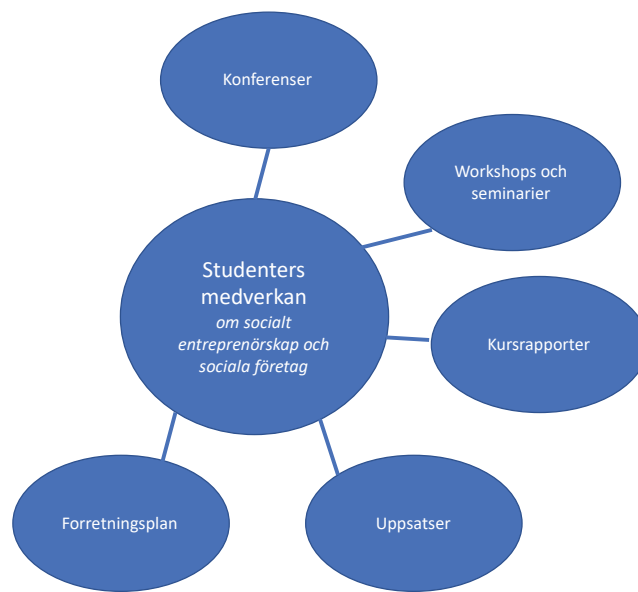 Konferenser
Workshops och
seminarier
Studenters
medverkan
om socialt
entreprenörskap och
sociala företag
Kursrapporter
Forretningsplan
Uppsatser